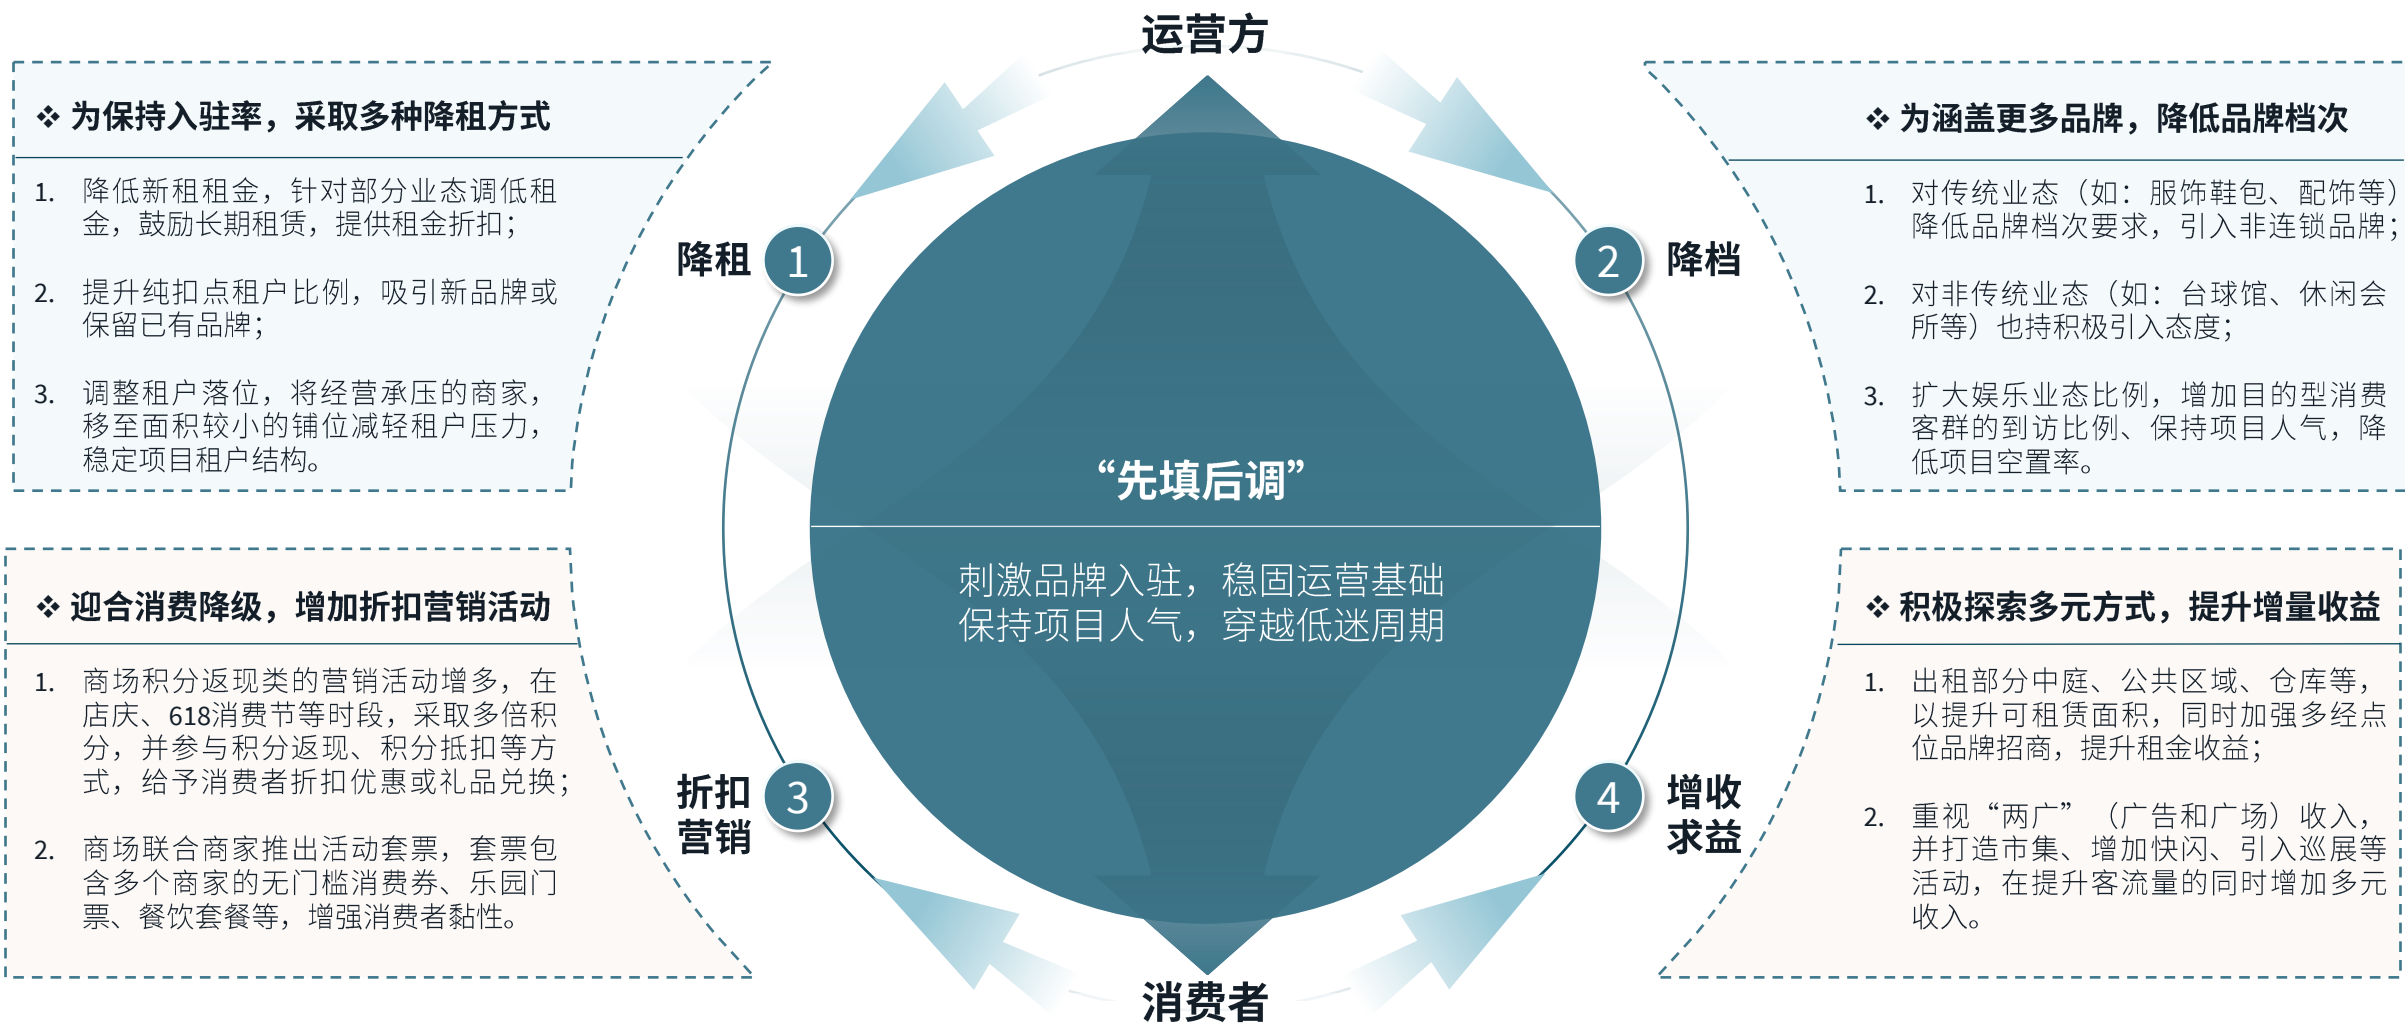 运营方
❖ 为保持入驻率，采取多种降租方式
1. 降低新租租金，针对部分业态调低租
金，鼓励长期租赁，提供租金折扣；
2. 提升纯扣点租户比例，吸引新品牌或
保留已有品牌；
3. 调整租户落位，将经营承压的商家，
移至面积较小的铺位减轻租户压力，
稳定项目租户结构。
降租
1
❖ 为涵盖更多品牌，降低品牌档次
1. 对传统业态（如：服饰鞋包、配饰等）
降低品牌档次要求，引入非连锁品牌；
2. 对非传统业态（如：台球馆、休闲会
所等）也持积极引入态度；
3. 扩大娱乐业态比例，增加目的型消费
客群的到访比例、保持项目人气，降
低项目空置率。
2
降档
“先填后调”
刺激品牌入驻，稳固运营基础
保持项目人气，穿越低迷周期
❖ 迎合消费降级，增加折扣营销活动
1. 商场积分返现类的营销活动增多，在
店庆、618消费节等时段，采取多倍积
分，并参与积分返现、积分抵扣等方
式，给予消费者折扣优惠或礼品兑换；
2. 商场联合商家推出活动套票，套票包
含多个商家的无门槛消费券、乐园门
票、餐饮套餐等，增强消费者黏性。
折扣
营销
3
❖ 积极探索多元方式，提升增量收益
1. 出租部分中庭、公共区域、仓库等，
以提升可租赁面积，同时加强多经点
位品牌招商，提升租金收益；
2. 重视“两广”（广告和广场）收入，
并打造市集、增加快闪、引入巡展等
活动，在提升客流量的同时增加多元
收入。
4
增收
求益
消费者